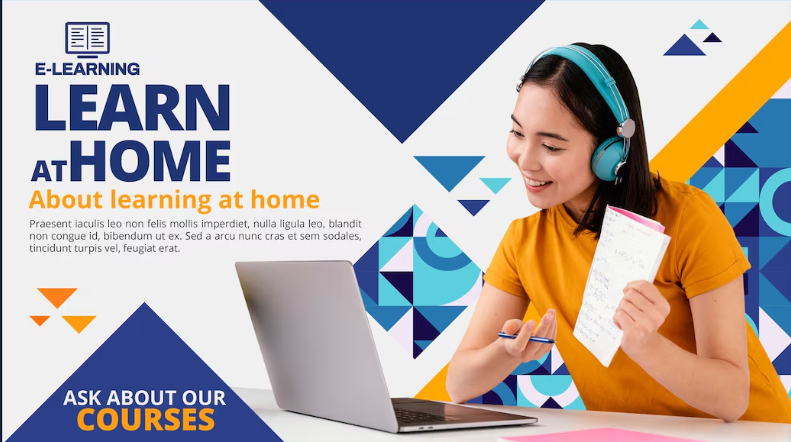 E-LEARNING
LEARN
AT HOME
About learning at home
Praesent iaculis leo non felis mollis imperdiet, nulla ligula leo, blandit
non congue id, bibendum ut ex. Sed a arcu nunc cras et sem sodales,
tincidunt turpis vel, feugiat erat.
ASK ABOUT OUR
COURSES